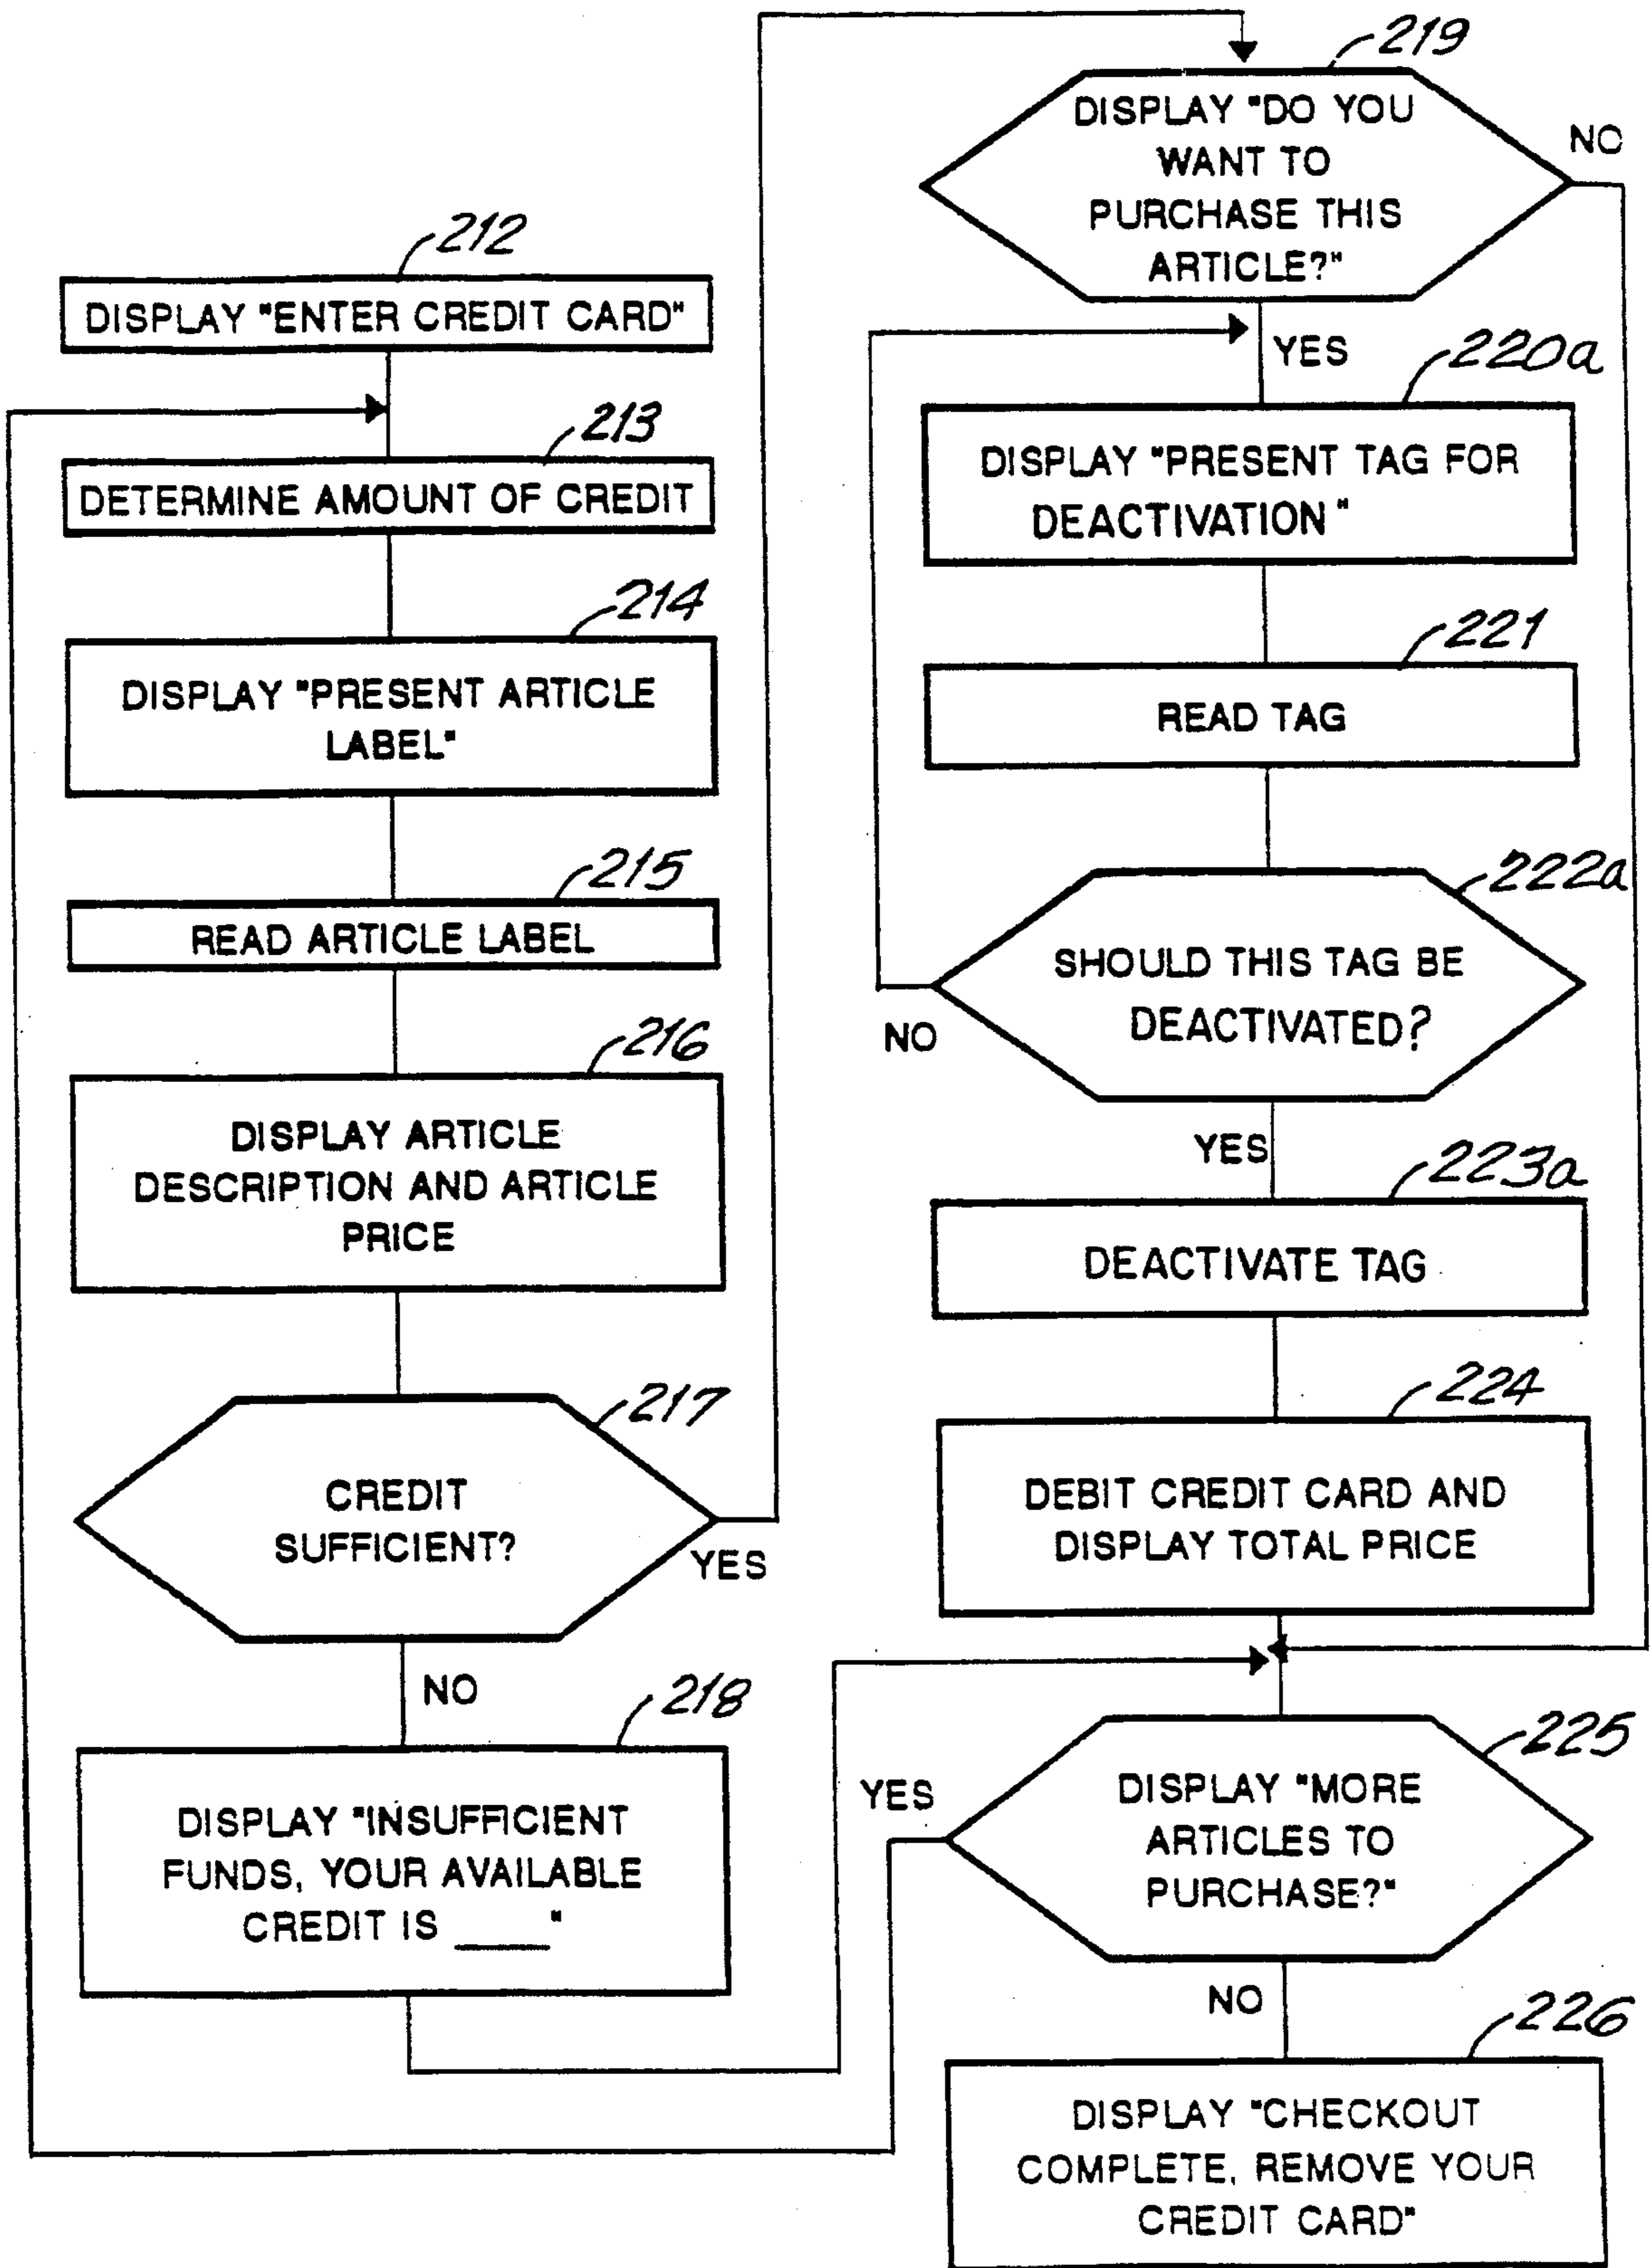 212
DISPLAY "ENTER CREDIT CARD"
213
DETERMINE AMOUNT OF CREDIT
214
DISPLAY "PRESENT ARTICLE
LABEL"
215
READ ARTICLE LABEL
216
DISPLAY ARTICLE
DESCRIPTION AND ARTICLE
PRICE
217
CREDIT
SUFFICIENT?
YES
NO
218
DISPLAY "INSUFFICIENT
FUNDS, YOUR AVAILABLE
CREDIT IS ____"
219
DISPLAY "DO YOU
WANT TO
PURCHASE THIS
ARTICLE?"
NO
YES
220a
DISPLAY "PRESENT TAG FOR
DEACTIVATION"
221
READ TAG
222a
SHOULD THIS TAG BE
DEACTIVATED?
NO
YES
223a
DEACTIVATE TAG
224
DEBIT CREDIT CARD AND
DISPLAY TOTAL PRICE
225
YES
DISPLAY "MORE
ARTICLES TO
PURCHASE?"
NO
226
DISPLAY "CHECKOUT
COMPLETE, REMOVE YOUR
CREDIT CARD"